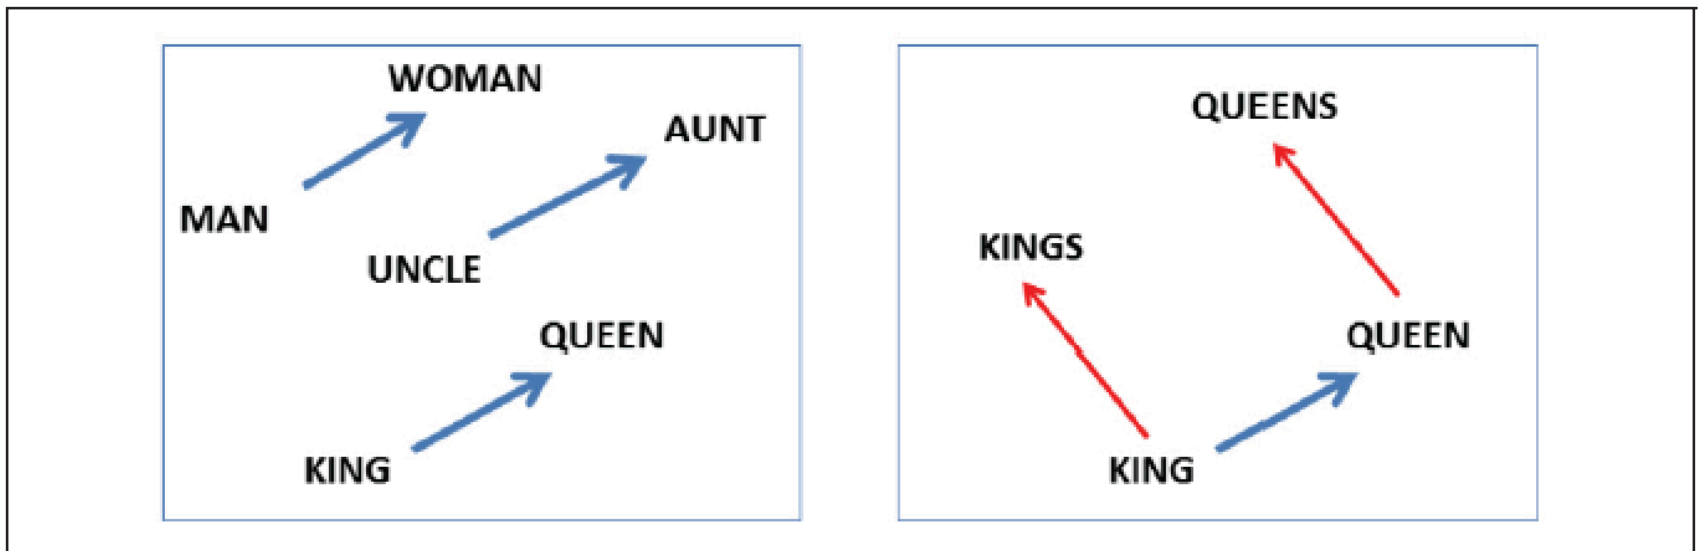 WOMAN
AUNT
MAN
UNCLE
QUEEN
KING
QUEENS
KINGS
QUEEN
KING